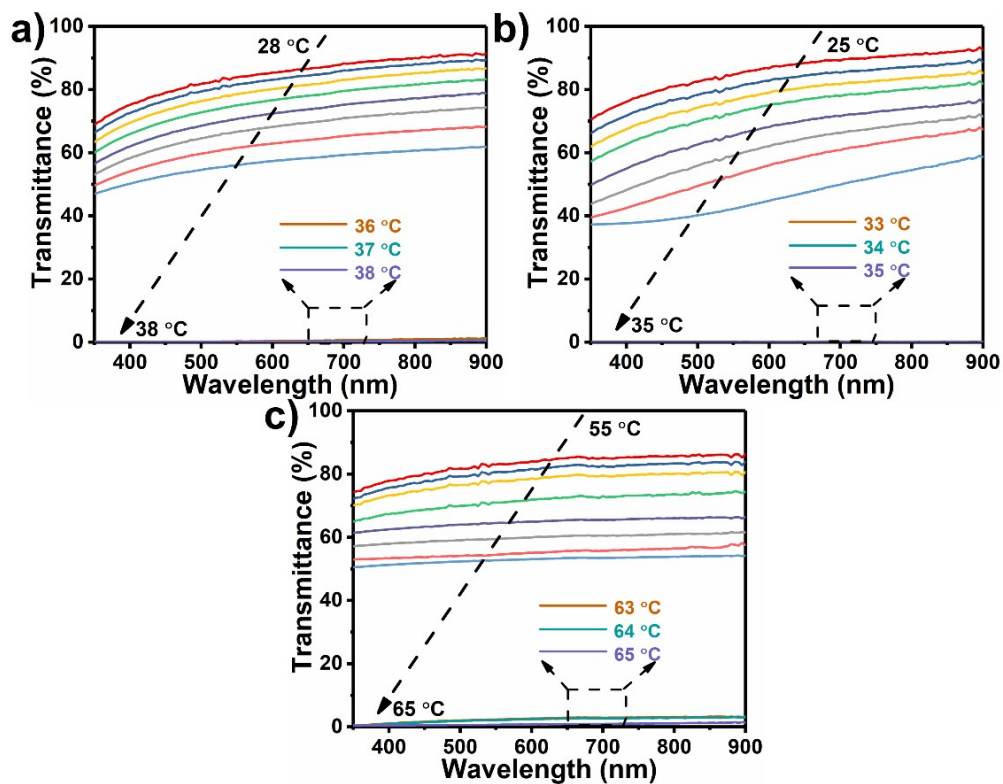 a)
Transmittance (%)
100
80
60
40
20
0
28 °C
38 °C
36 °C
37 °C
38 °C
400 500 600 700 800 900
Wavelength (nm)
b)
Transmittance (%)
100
80
60
40
20
0
25 °C
35 °C
33 °C
34 °C
35 °C
400 500 600 700 800 900
Wavelength (nm)
c)
Transmittance (%)
100
80
60
40
20
0
55 °C
65 °C
63 °C
64 °C
65 °C
400 500 600 700 800 900
Wavelength (nm)